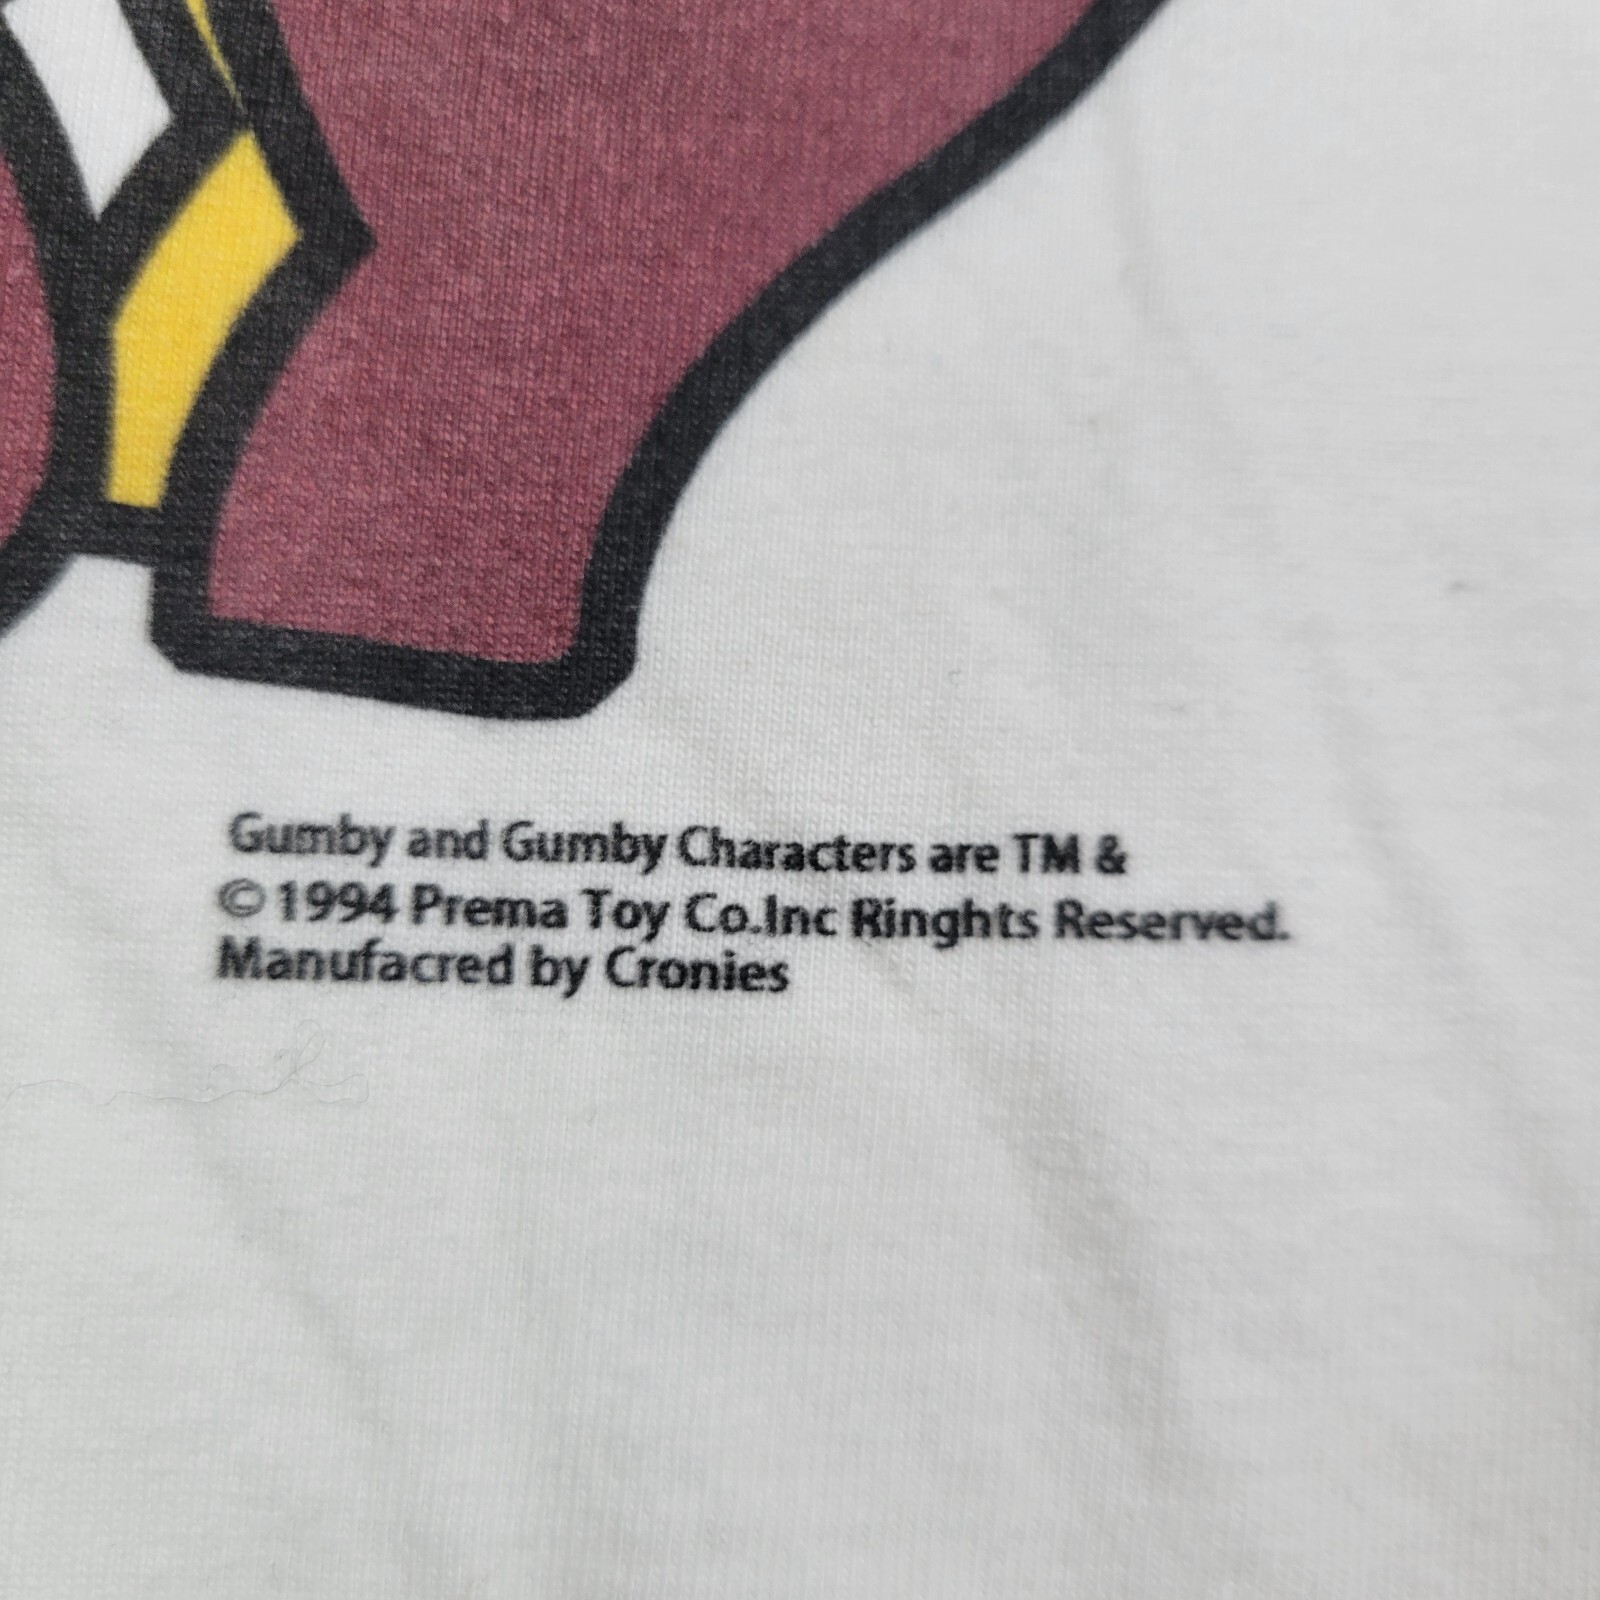 Gumby and Gumby Characters are TM &
© 1994 Prema Toy Co.Inc Ringhts Reserved.
Manufacred by Cronies